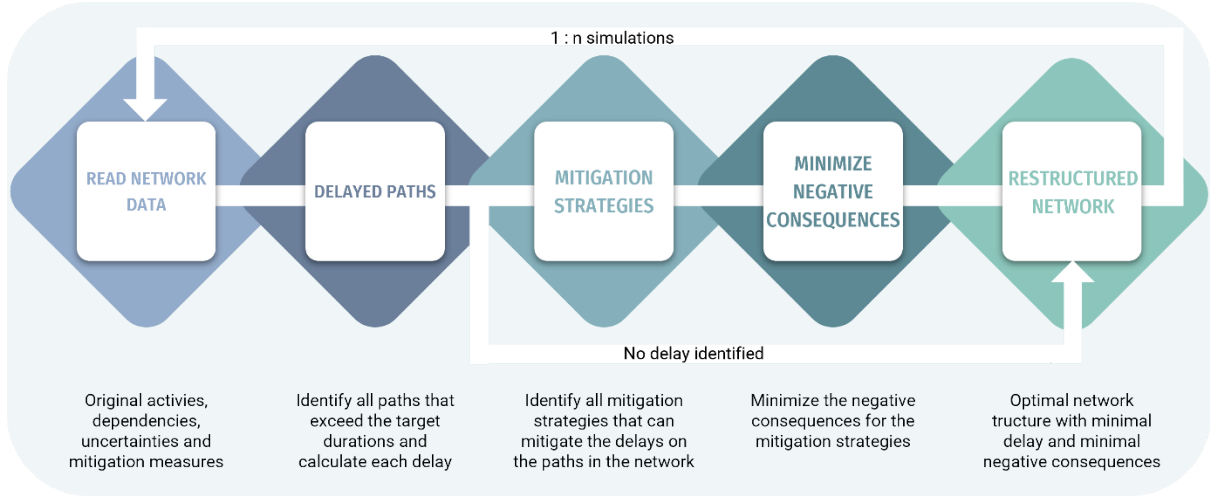 1 : n simulations
READ NETWORK
DATA
DELAYED PATHS
MITIGATION
STRATEGIES
MINIMIZE
NEGATIVE
CONSEQUENCES
RESTRUCTURED
NETWORK
No delay identified
Original activies,
dependencies,
uncertainties and
mitigation measures
Identify all paths that
exceed the target
durations and
calculate each delay
Identify all mitigation
strategies that can
mitigate the delays on
the paths in the network
Minimize the negative
consequences for the
mitigation strategies
Optimal network
tructure with minimal
delay and minimal
negative consequences